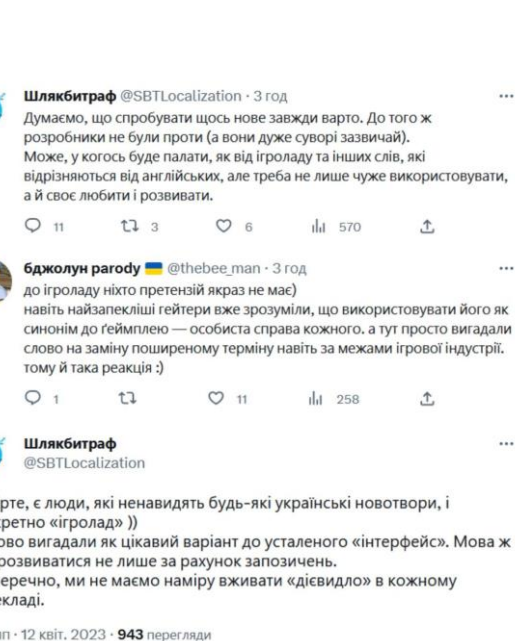 Шлякбитраф @SBTLocalization · 3 год
Думаємо, що спробувати щось нове завжди варто. До того ж
розробники не були проти (а вони дуже суворі зазвичай).
Може, у когось буде палати, як від ігроладу та інших слів, які
відрізняються від англійських, але треба не лише чуже використовувати,
а й своє любити і розвивати.
11 3 6 570
бджолун parody @thebee_man · 3 год
до ігроладу ніхто претензій якраз не має)
навіть найзапекліші гейтери вже зрозуміли, що використовувати його як
синонім до ґеймплею — особиста справа кожного. а тут просто вигадали
слово на заміну поширеному терміну навіть за межами ігрової індустрії.
тому й така реакція :)
1 11 258
Шлякбитраф
@SBTLocalization
рте, є люди, які ненавидять будь-які українські новотвори, і
ретно «ігролад» ))
ово вигадали як цікавий варіант до усталеного «інтерфейс». Мова ж
розвиватися не лише за рахунок запозичень.
еречно, ми не маємо наміру вживати «дієвидло» в кожному
екладі.
пп · 12 квіт. 2023 · 943 перегляди